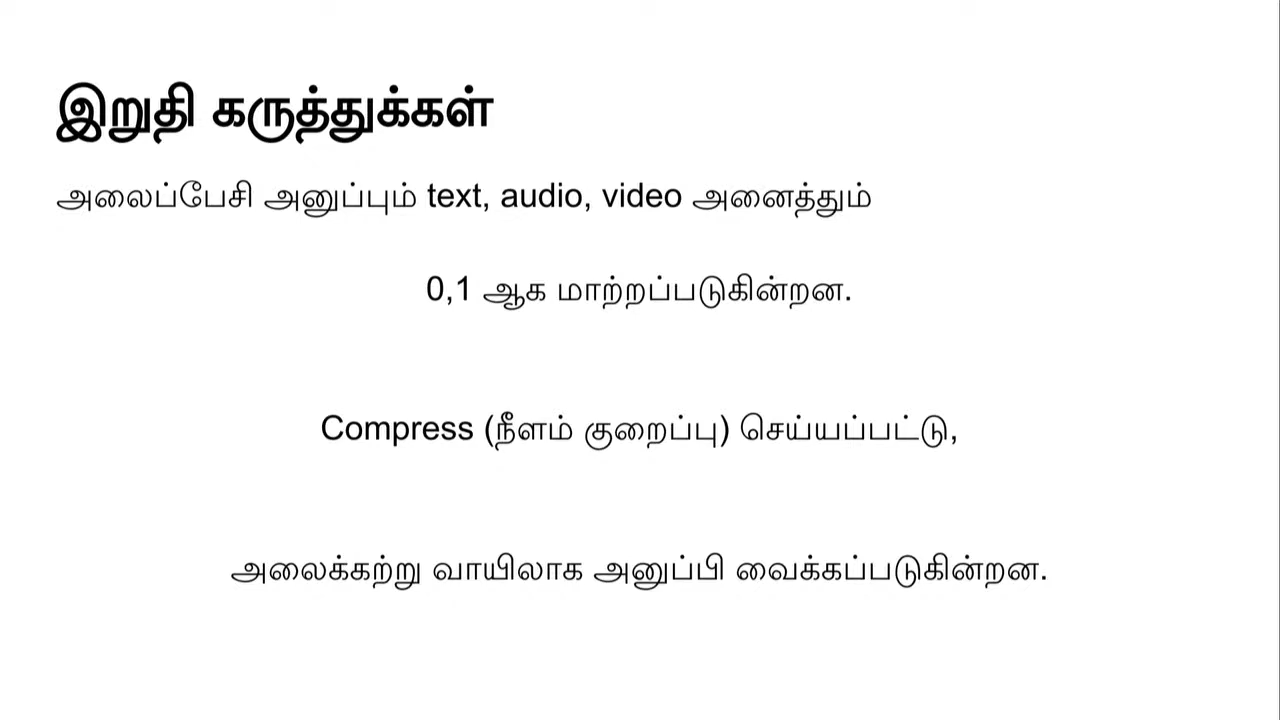 இறுதி கருத்துக்கள்
அலைப்பேசி அனுப்பும் text, audio, video அனைத்தும்
0,1 ஆக மாற்றப்படுகின்றன.
Compress (நீளம் குறைப்பு) செய்யப்பட்டு,
அலைக்கற்று வாயிலாக அனுப்பி வைக்கப்படுகின்றன.